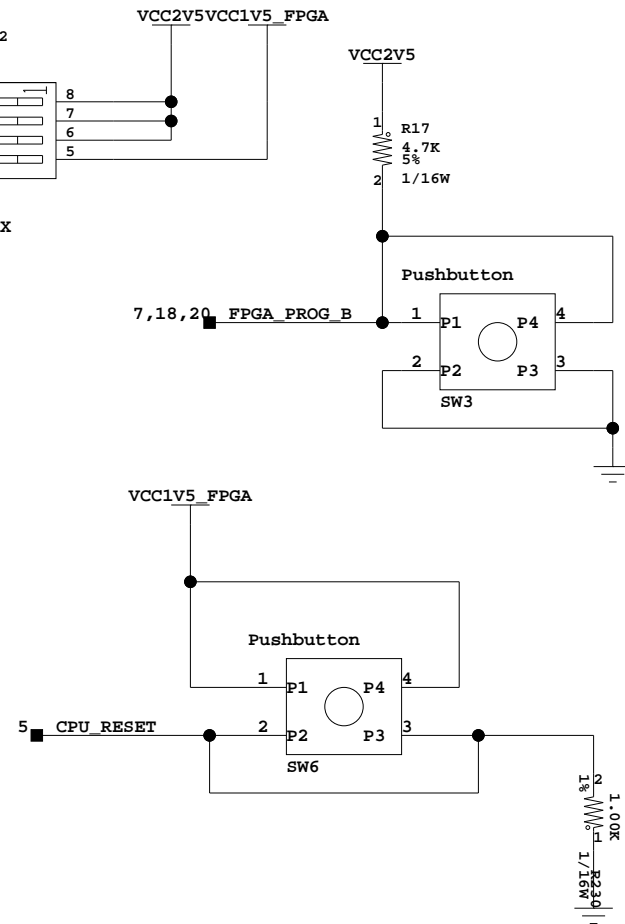 VCC2V5VCC1V5_FPGA
2
VCC2V5
8
7
6
5
1
R17
4.7K
5%
2 1/16W
X
Pushbutton
7,18,20 FPGA_PROG_B 1 P1 P4 4
2 P2 P3 3
SW3
VCC1V5_FPGA
Pushbutton
1 P1 P4 4
5 CPU_RESET 2 P2 P3 3
SW6
2
1%
1.00K
1
1/16W
R230